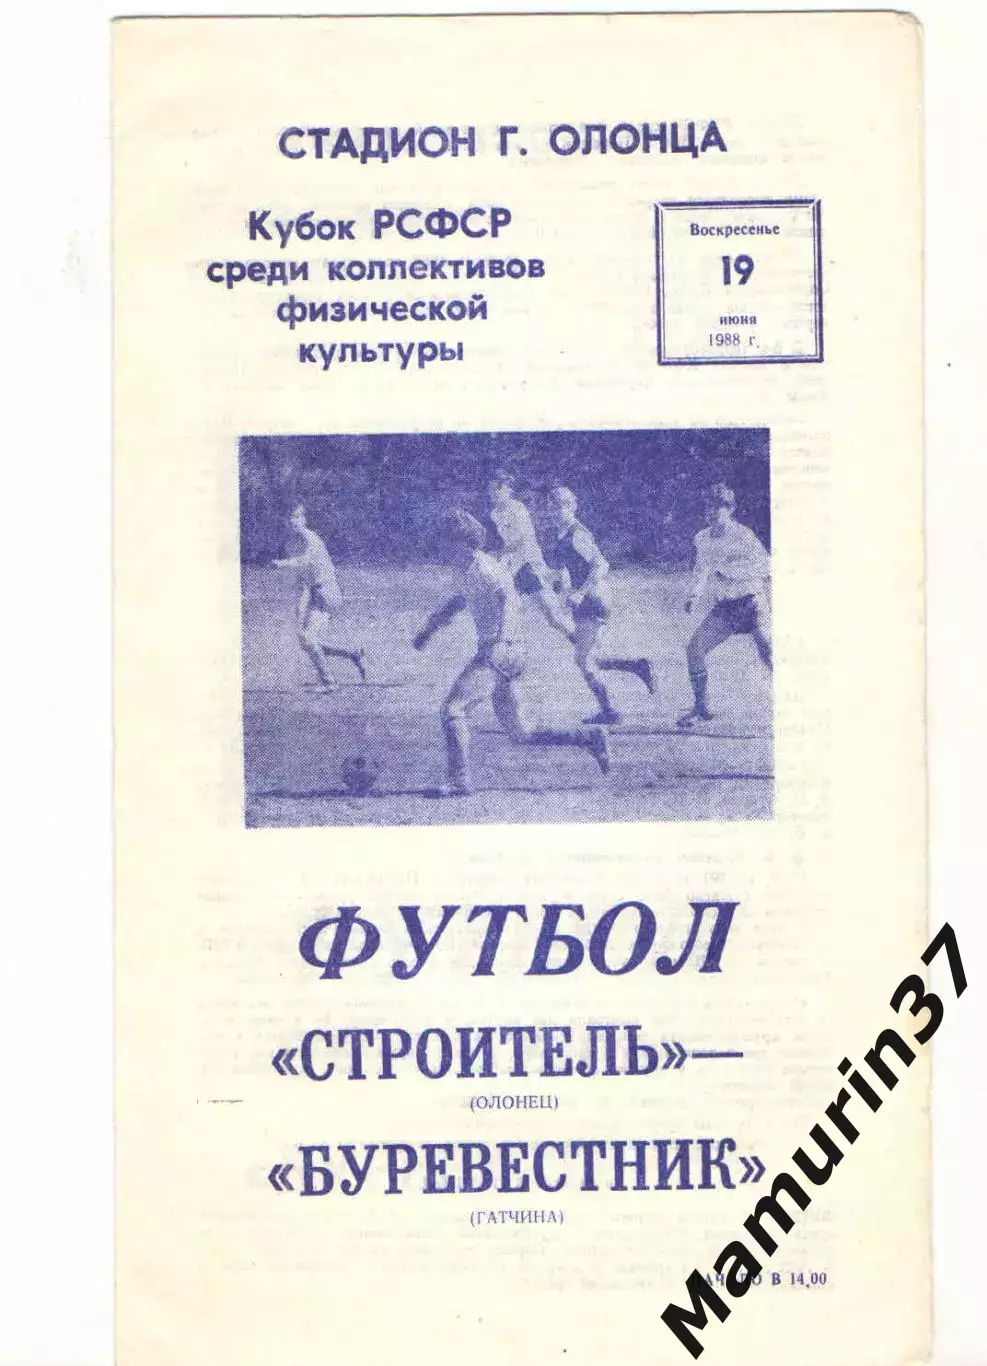 СТАДИОН Г. ОЛОНЦА
Кубок РСФСР
среди коллективов
физической
культуры
Воскресенье
19
июня
1988 г.
ФУТБОЛ
«СТРОИТЕЛЬ»—
(ОЛОНЕЦ)
«БУРЕВЕСТНИК»
(ГАТЧИНА)
НАЧАЛО В 14.00
Mamurin37